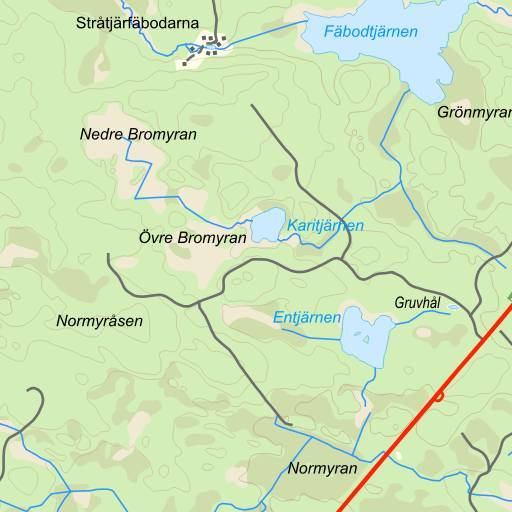 Stråtjärfäbodarna
Fäbodtjärnen
Grönmyran
Nedre Bromyran
Karitjärnen
Övre Bromyran
Gruvhål
Entjärnen
Normyråsen
Normyran